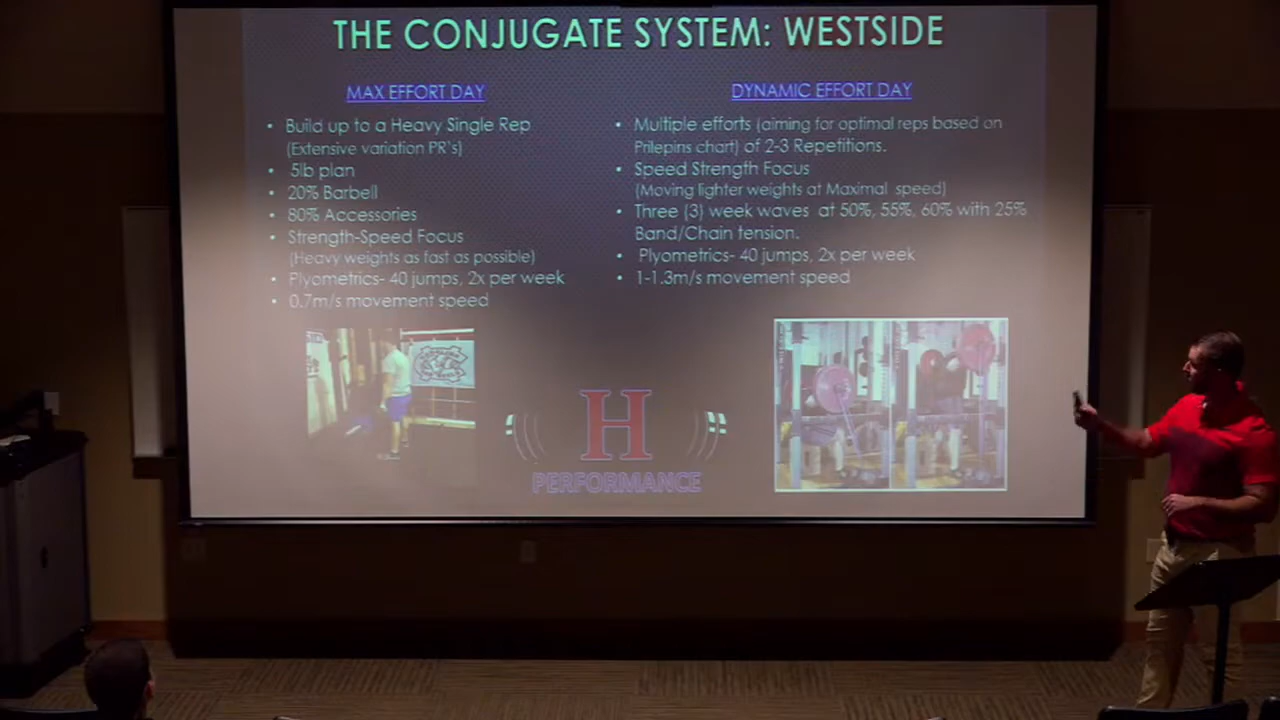 THE CONJUGATE SYSTEM: WESTSIDE
MAX EFFORT DAY
• Build up to a Heavy Single Rep
(Extensive variation PR's)
• 5lb plan
• 20% Barbell
• 80% Accessories
• Strength-Speed Focus
(Heavy weights as fast as possible)
• Plyometrics- 40 jumps, 2x per week
• 0.7m/s movement speed
DYNAMIC EFFORT DAY
• Multiple efforts (aiming for optimal reps based on
Prilepins chart) of 2-3 Repetitions.
• Speed Strength Focus
(Moving lighter weights at Maximal speed)
• Three (3) week waves at 50%, 55%, 60% with 25%
Band/Chain tension.
• Plyometrics- 40 jumps, 2x per week
• 1-1.3m/s movement speed
H
PERFORMANCE